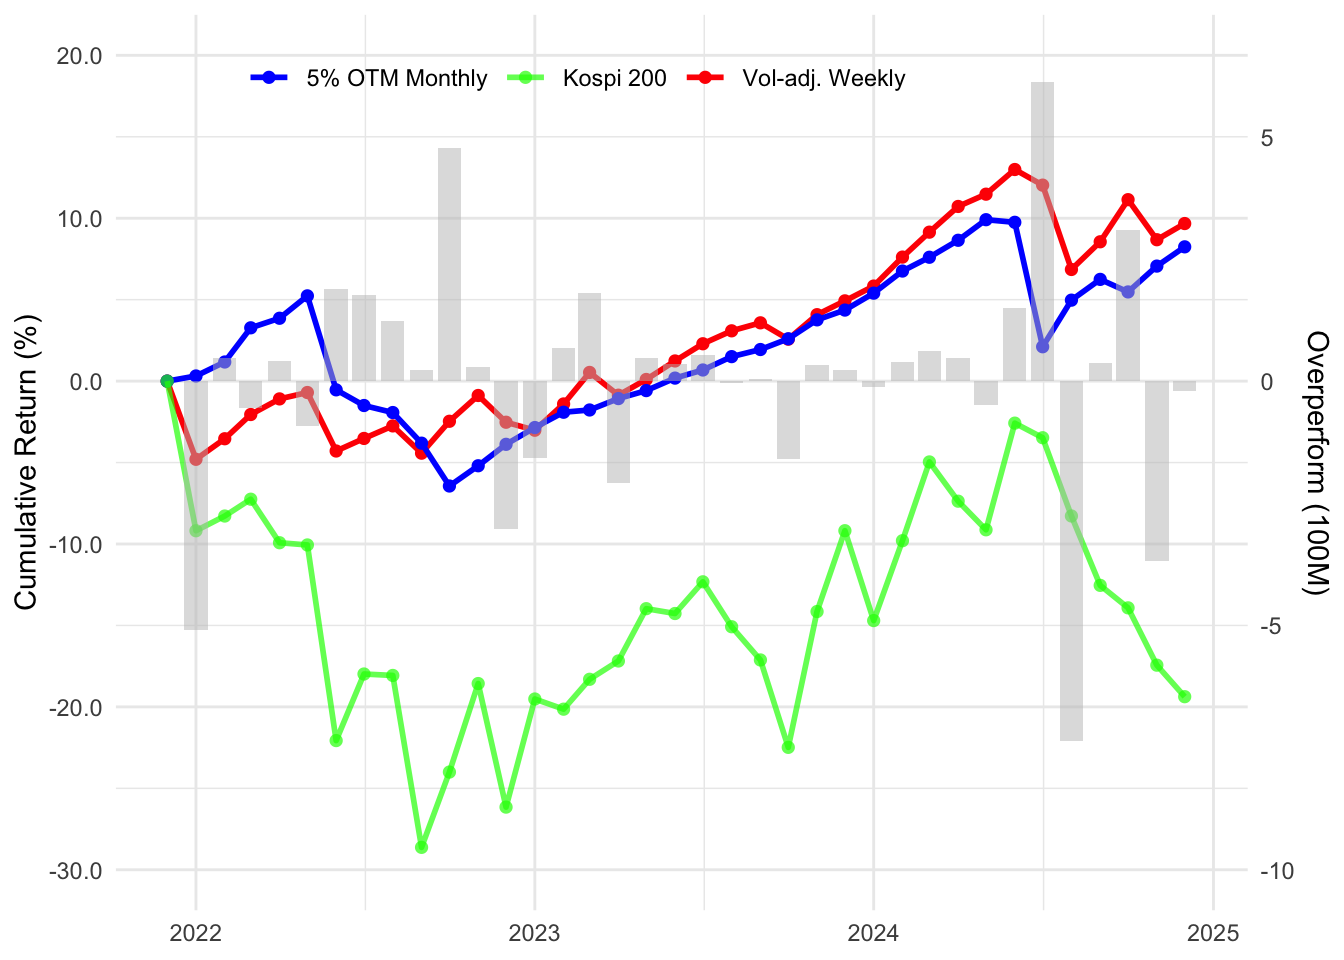 20.0
10.0
0.0
-10.0
-20.0
-30.0
Cumulative Return (%)
5% OTM Monthly Kospi 200 Vol-adj. Weekly
5
0
-5
-10
Overperform (100M)
2022 2023 2024 2025